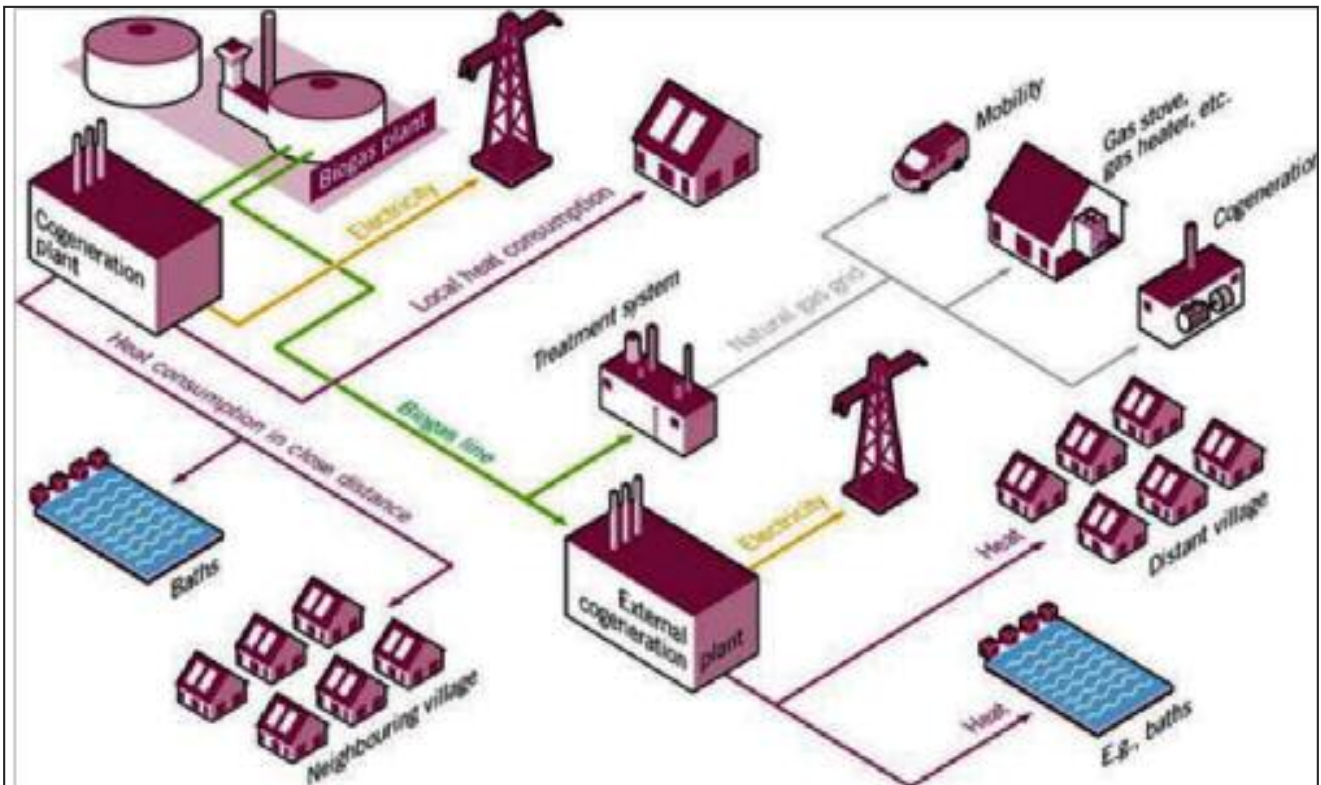 Biogas plant
Cogeneration
plant
Electricity
Local heat consumption
Mobility
Gas stove,
gas heater, etc.
Cogeneration
Heat consumption in close distance
Treatment system
Natural gas grid
Biogas line
Baths
Neighbouring village
External
cogeneration plant
Electricity
Heat
Distant village
Heat
E.g., baths